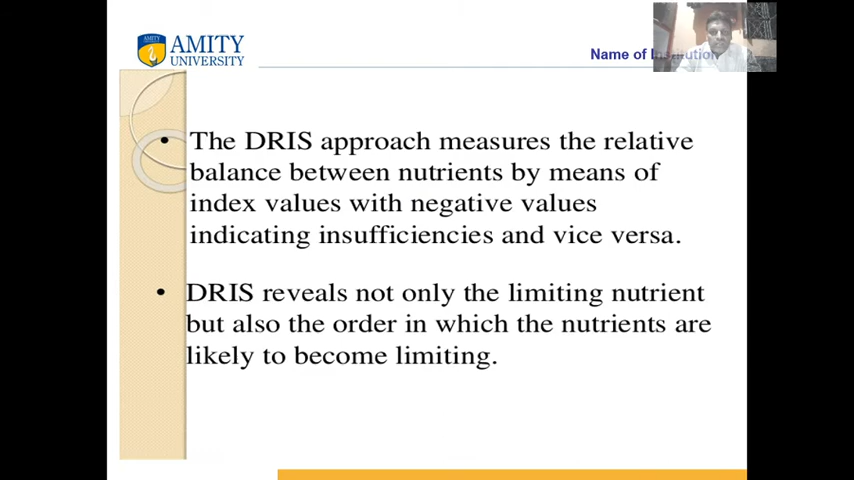 AMITY
UNIVERSITY
Name of Institution
• The DRIS approach measures the relative
balance between nutrients by means of
index values with negative values
indicating insufficiencies and vice versa.
• DRIS reveals not only the limiting nutrient
but also the order in which the nutrients are
likely to become limiting.